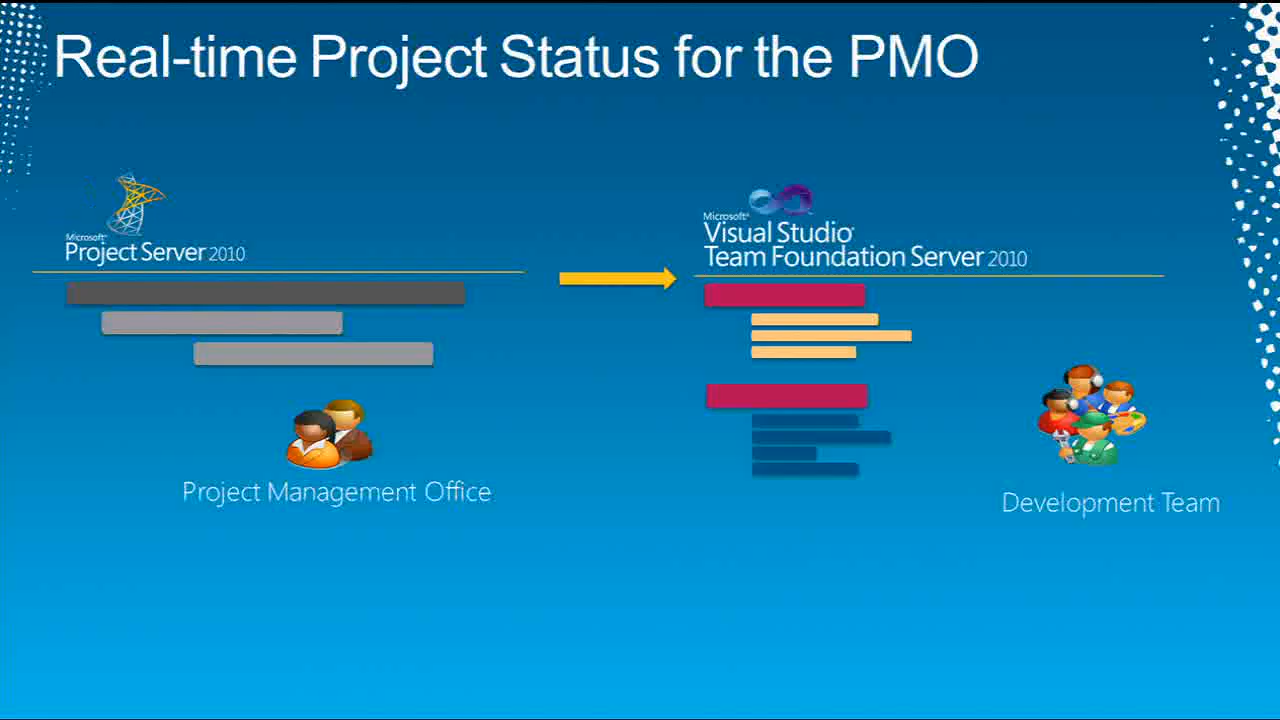 Real-time Project Status for the PMO
Microsoft®
Project Server 2010
Microsoft®
Visual Studio®
Team Foundation Server 2010
Project Management Office
Development Team